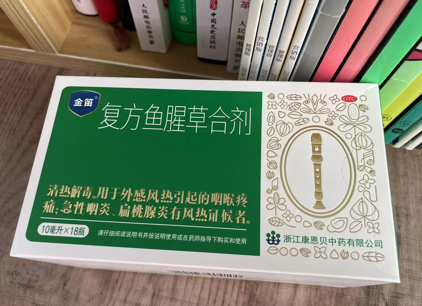 金笛
复方鱼腥草合剂
OTC
清热解毒。用于外感风热引起的咽喉疼
痛;急性咽炎、扁桃腺炎有风热证候者。
10毫升×18瓶
请仔细阅读说明书并按说明使用或在药师指导下购买和使用
浙江康恩贝中药有限公司